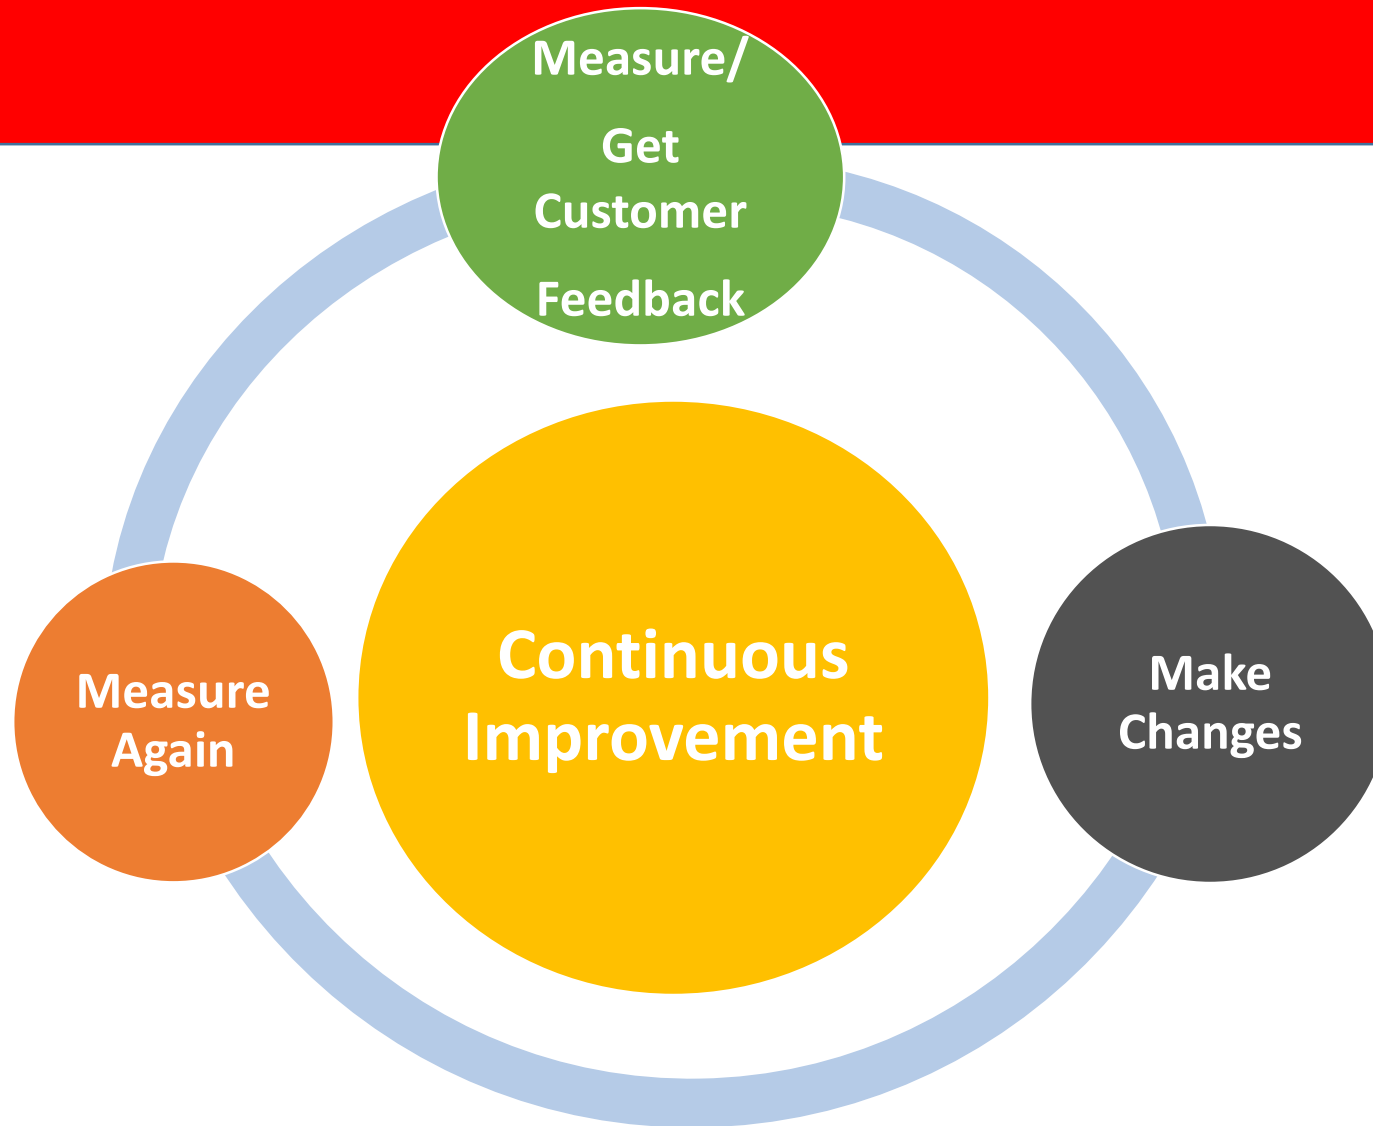 Measure/
Get
Customer
Feedback
Continuous
Improvement
Make
Changes
Measure
Again